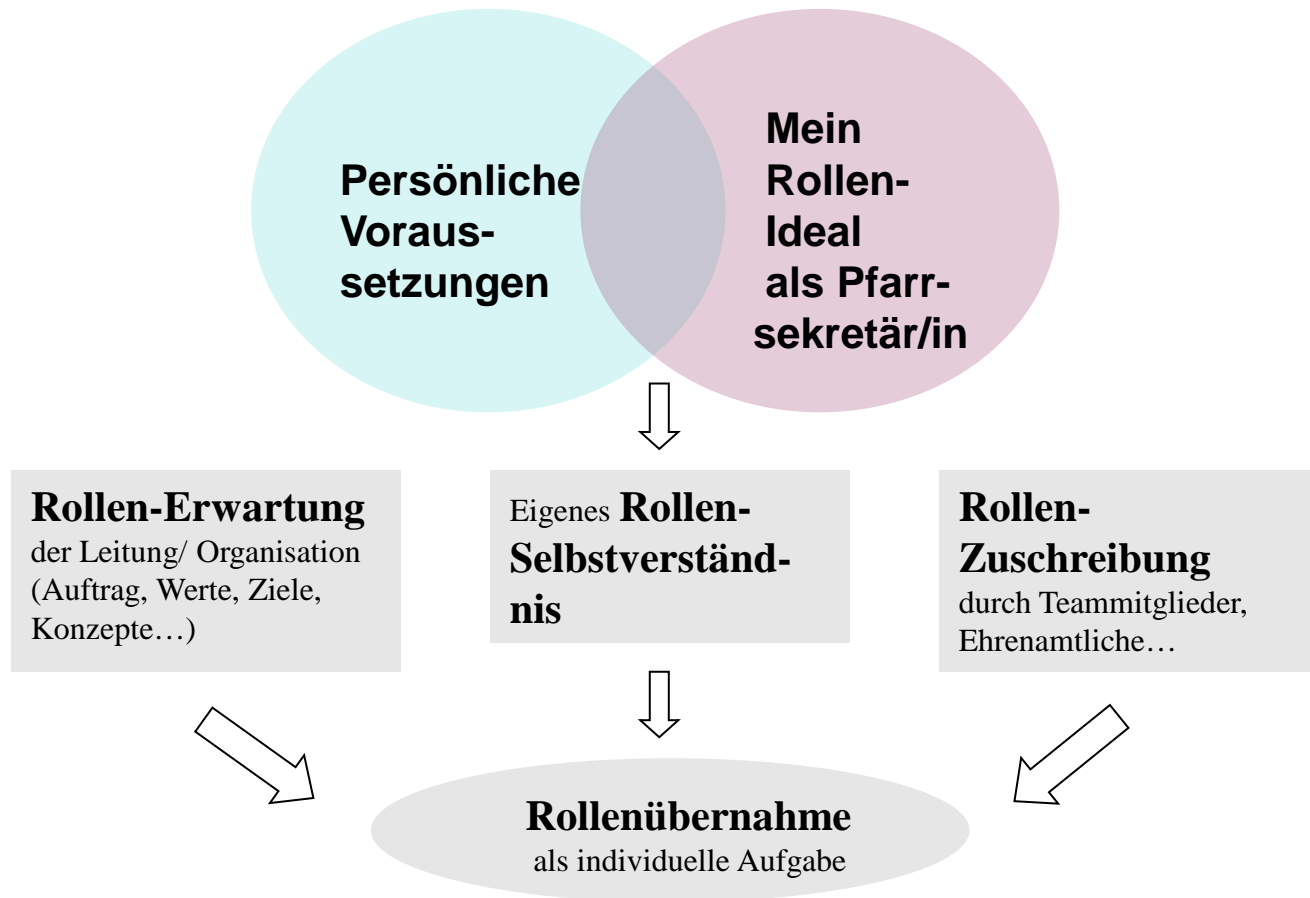 Persönliche
Voraus-
setzungen
Mein
Rollen-
Ideal
als Pfarr-
sekretär/in
Rollen-Erwartung
der Leitung/ Organisation
(Auftrag, Werte, Ziele,
Konzepte…)
Eigenes Rollen-
Selbstverständ-
nis
Rollen-
Zuschreibung
durch Teammitglieder,
Ehrenamtliche…
Rollenübernahme
als individuelle Aufgabe